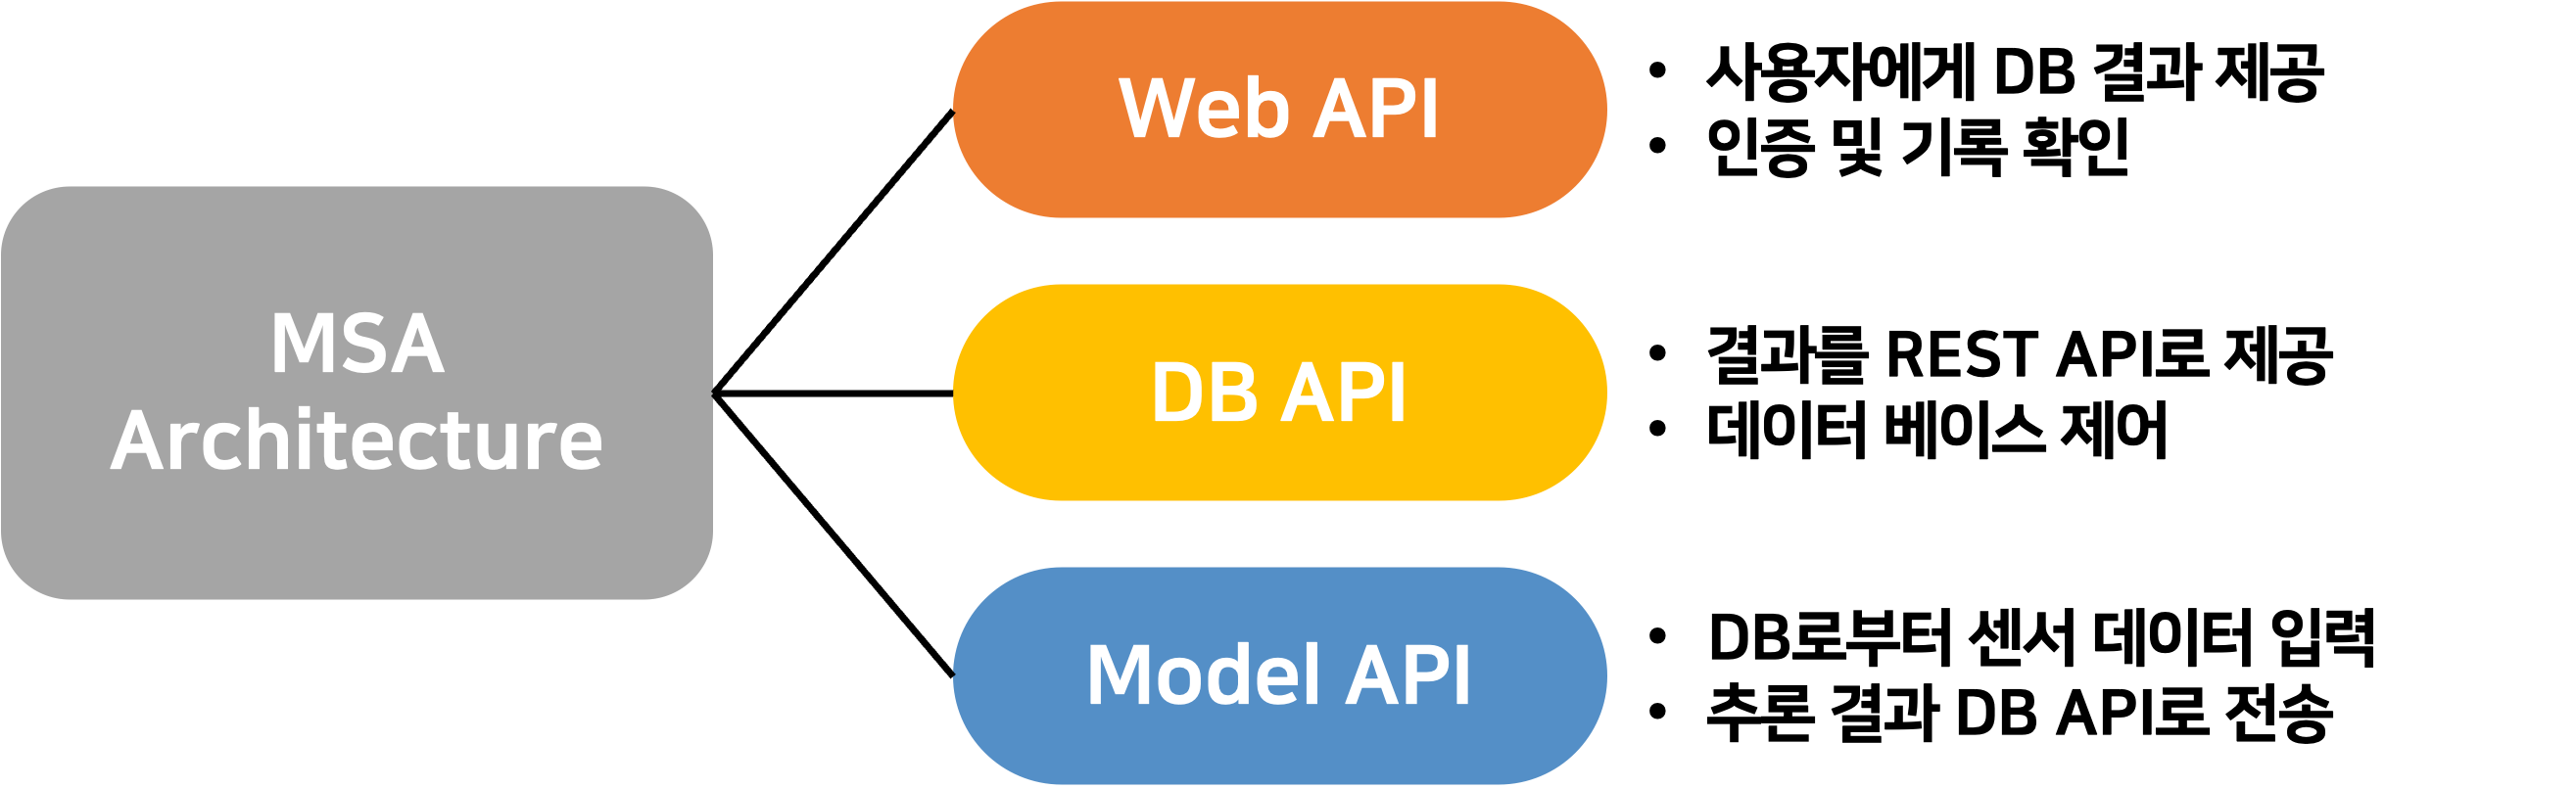 MSA
Architecture
Web API
• 사용자에게 DB 결과 제공
• 인증 및 기록 확인
DB API
• 결과를 REST API로 제공
• 데이터 베이스 제어
Model API
• DB로부터 센서 데이터 입력
• 추론 결과 DB API로 전송